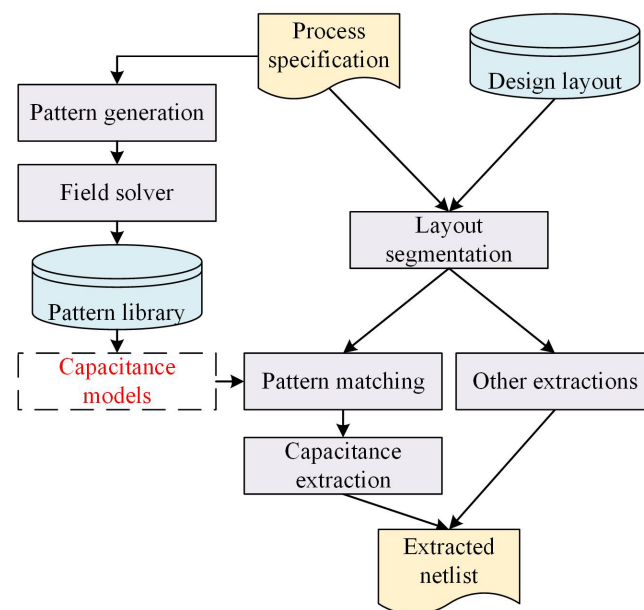 Process
specification
Design layout
Pattern generation
Field solver
Layout
segmentation
Pattern library
Capacitance
models
Pattern matching
Other extractions
Capacitance
extraction
Extracted
netlist